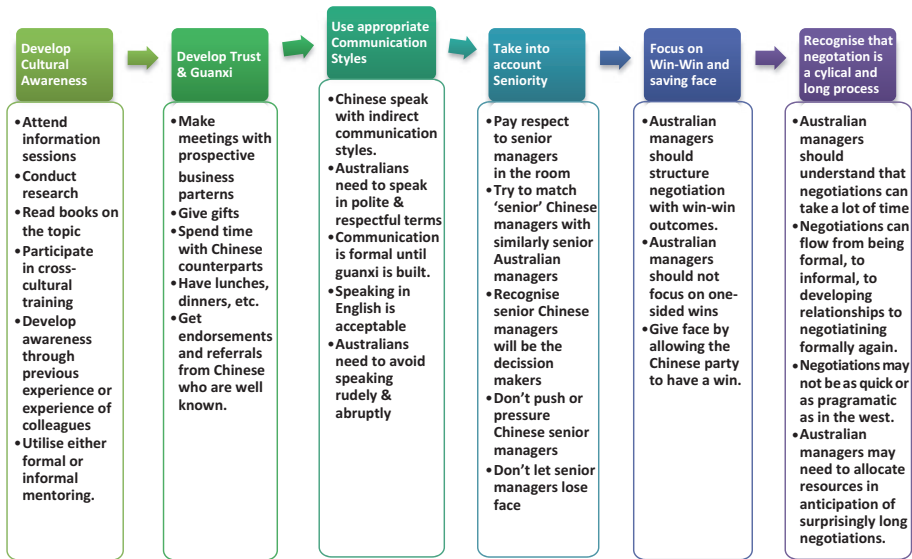 Develop
Cultural
Awareness
•Attend
information
sessions
•Conduct
research
•Read books on
the topic
•Participate
in cross-
cultural
training
•Develop
awareness
through
previous
experience or
experience of
colleagues
•Utilise either
formal or
informal
mentoring.
Develop Trust
& Guanxi
•Make
meetings with
prospective
business
parterns
•Give gifts
•Spend time
with Chinese
counterparts
•Have lunches,
dinners, etc.
•Get
endorsements
and referrals
from Chinese
who are well
known.
Use appropriate
Communication
Styles
•Chinese speak
with indirect
communication
styles.
•Australians
need to speak
in polite &
respectful terms
•Communication
is formal until
guanxi is built.
•Speaking in
English is
acceptable
•Australians
need to avoid
speaking
rudely &
abruptly
Take into
account
Seniority
•Pay respect
to senior
managers
in the room
•Try to match
‘senior’ Chinese
managers with
similarly senior
Australian
managers
•Recognise
senior Chinese
managers
will be the
decission
makers
•Don’t push or
pressure
Chinese senior
managers
•Don’t let senior
managers lose
face
Focus on
Win-Win and
saving face
•Australian
managers
should
structure
negotiation
with win-win
outcomes.
•Australian
managers
should not
focus on one-
sided wins
•Give face by
allowing the
Chinese party
to have a win.
Recognise that
negotation is
a cylical and
long process
•Australian
managers
should
understand that
negotiations can
take a lot of time
•Negotiations can
flow from being
formal, to
informal, to
developing
relationships to
negotiatining
formally again.
•Negotiations may
not be as quick or
as pragramatic
as in the west.
•Australian
managers may
need to allocate
resources in
anticipation of
surprisingly long
negotiations.